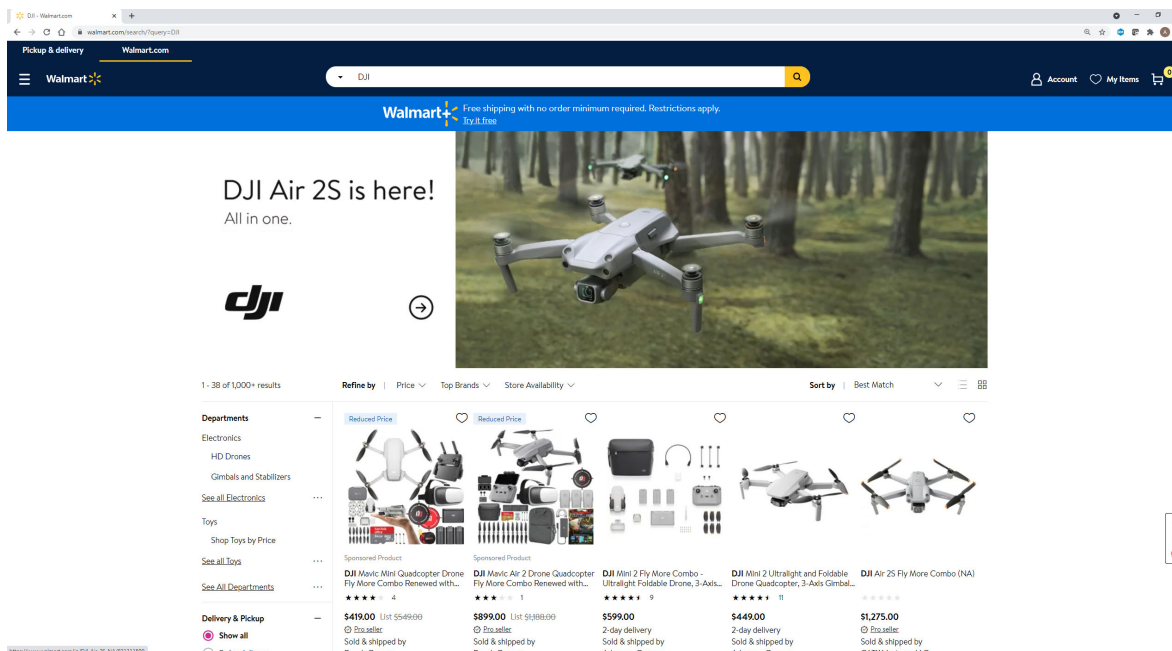 DJI - Walmart.com
walmart.com/search/?query=DJI
Pickup & delivery
Walmart.com
Walmart
DJI
Account
My Items
0
Walmart+
Free shipping with no order minimum required. Restrictions apply.
Try it free
DJI Air 2S is here!
All in one.
dji
1 - 38 of 1,000+ results
Refine by | Price Top Brands Store Availability
Sort by | Best Match
Departments
Electronics
HD Drones
Gimbals and Stabilizers
See all Electronics
Toys
Shop Toys by Price
See all Toys
See All Departments
Delivery & Pickup
Show all
Reduced Price
Sponsored Product
DJI Mavic Mini Quadcopter Drone
Fly More Combo Renewed with...
4
$419.00 List $549.00
Pro seller
Sold & shipped by
Reduced Price
Sponsored Product
DJI Mavic Air 2 Drone Quadcopter
Fly More Combo Renewed with...
1
$899.00 List $1,188.00
Pro seller
Sold & shipped by
DJI Mini 2 Fly More Combo -
Ultralight Foldable Drone, 3-Axis...
9
$599.00
2-day delivery
Sold & shipped by
DJI Mini 2 Ultralight and Foldable
Drone Quadcopter, 3-Axis Gimbal...
11
$449.00
2-day delivery
Sold & shipped by
DJI Air 2S Fly More Combo (NA)
$1,275.00
Pro seller
Sold & shipped by